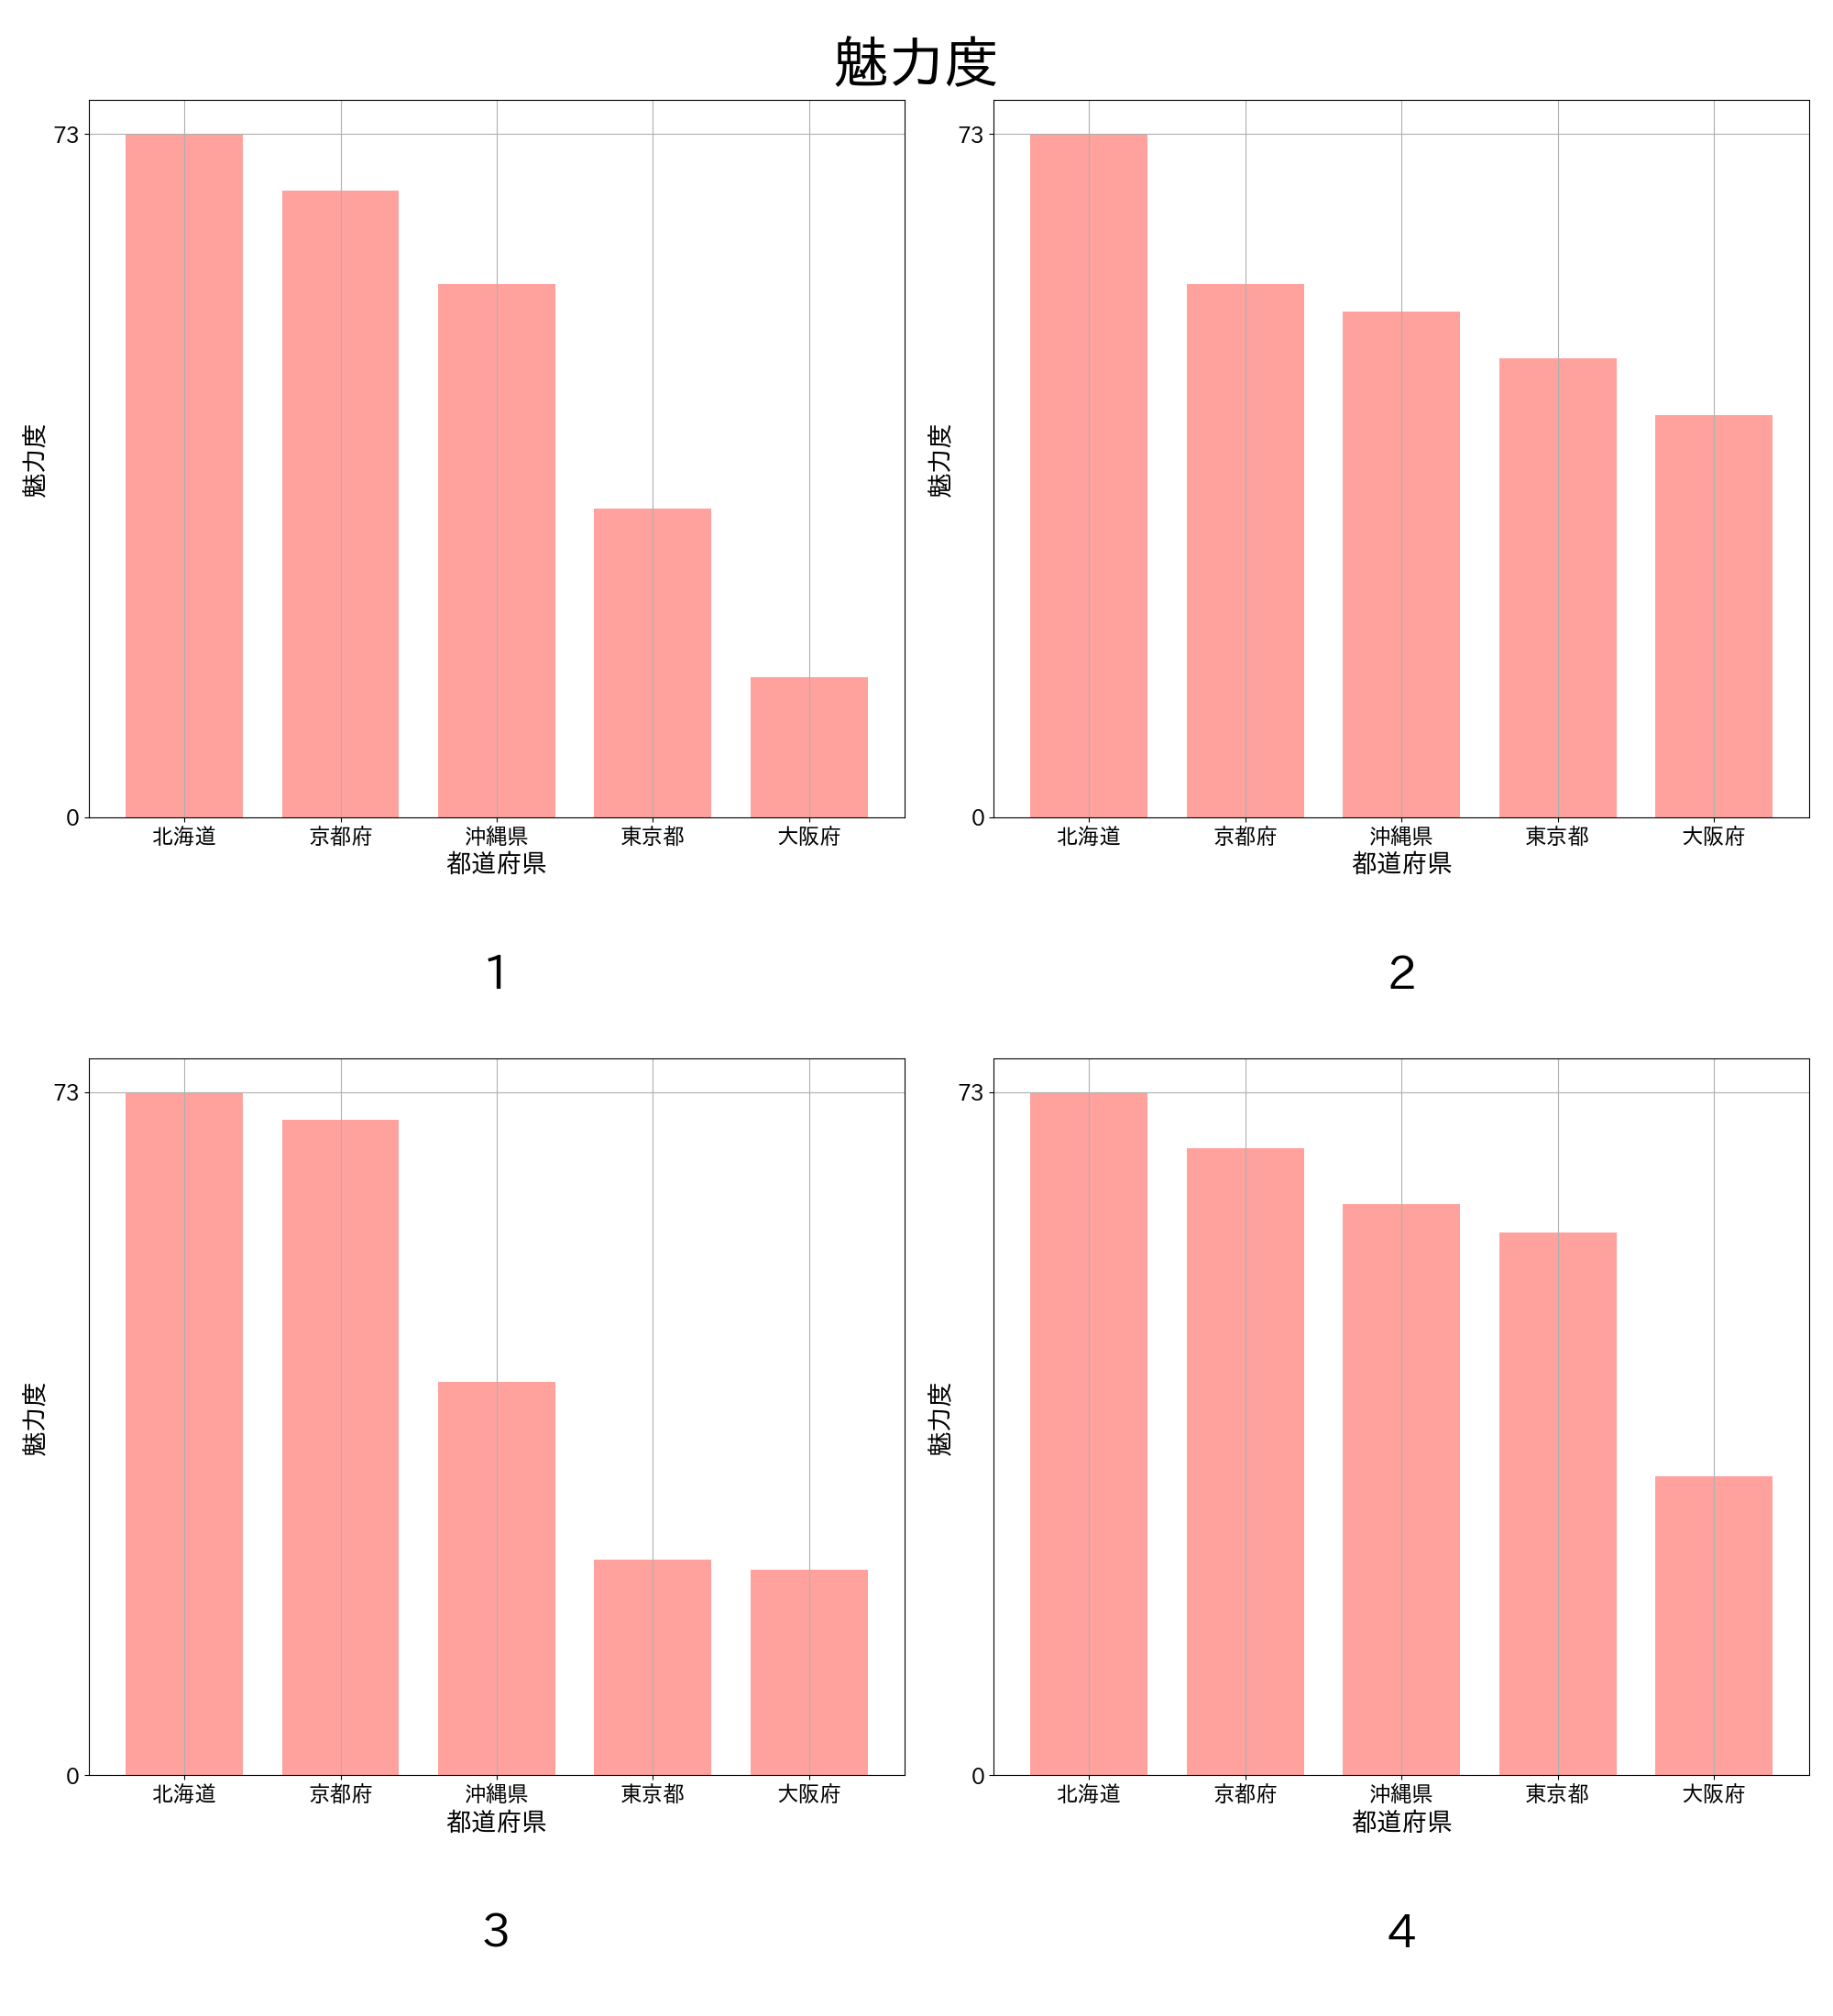 魅力度
73
0
魅力度
北海道 京都府 沖縄県 東京都 大阪府
都道府県
1
73
0
魅力度
北海道 京都府 沖縄県 東京都 大阪府
都道府県
2
73
0
魅力度
北海道 京都府 沖縄県 東京都 大阪府
都道府県
3
73
0
魅力度
北海道 京都府 沖縄県 東京都 大阪府
都道府県
4